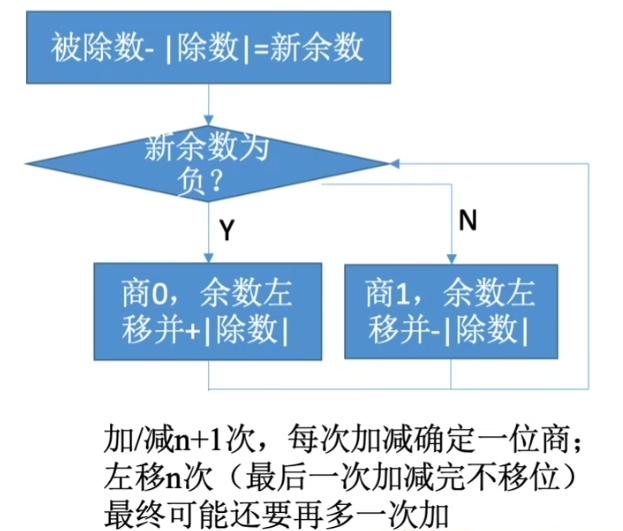 被除数- |除数|=新余数
新余数为
负?
Y
N
商0，余数左
移并+|除数|
商1，余数左
移并-|除数|
加/减n+1次，每次加减确定一位商；
左移n次（最后一次加减完不移位）
最终可能还要再多一次加